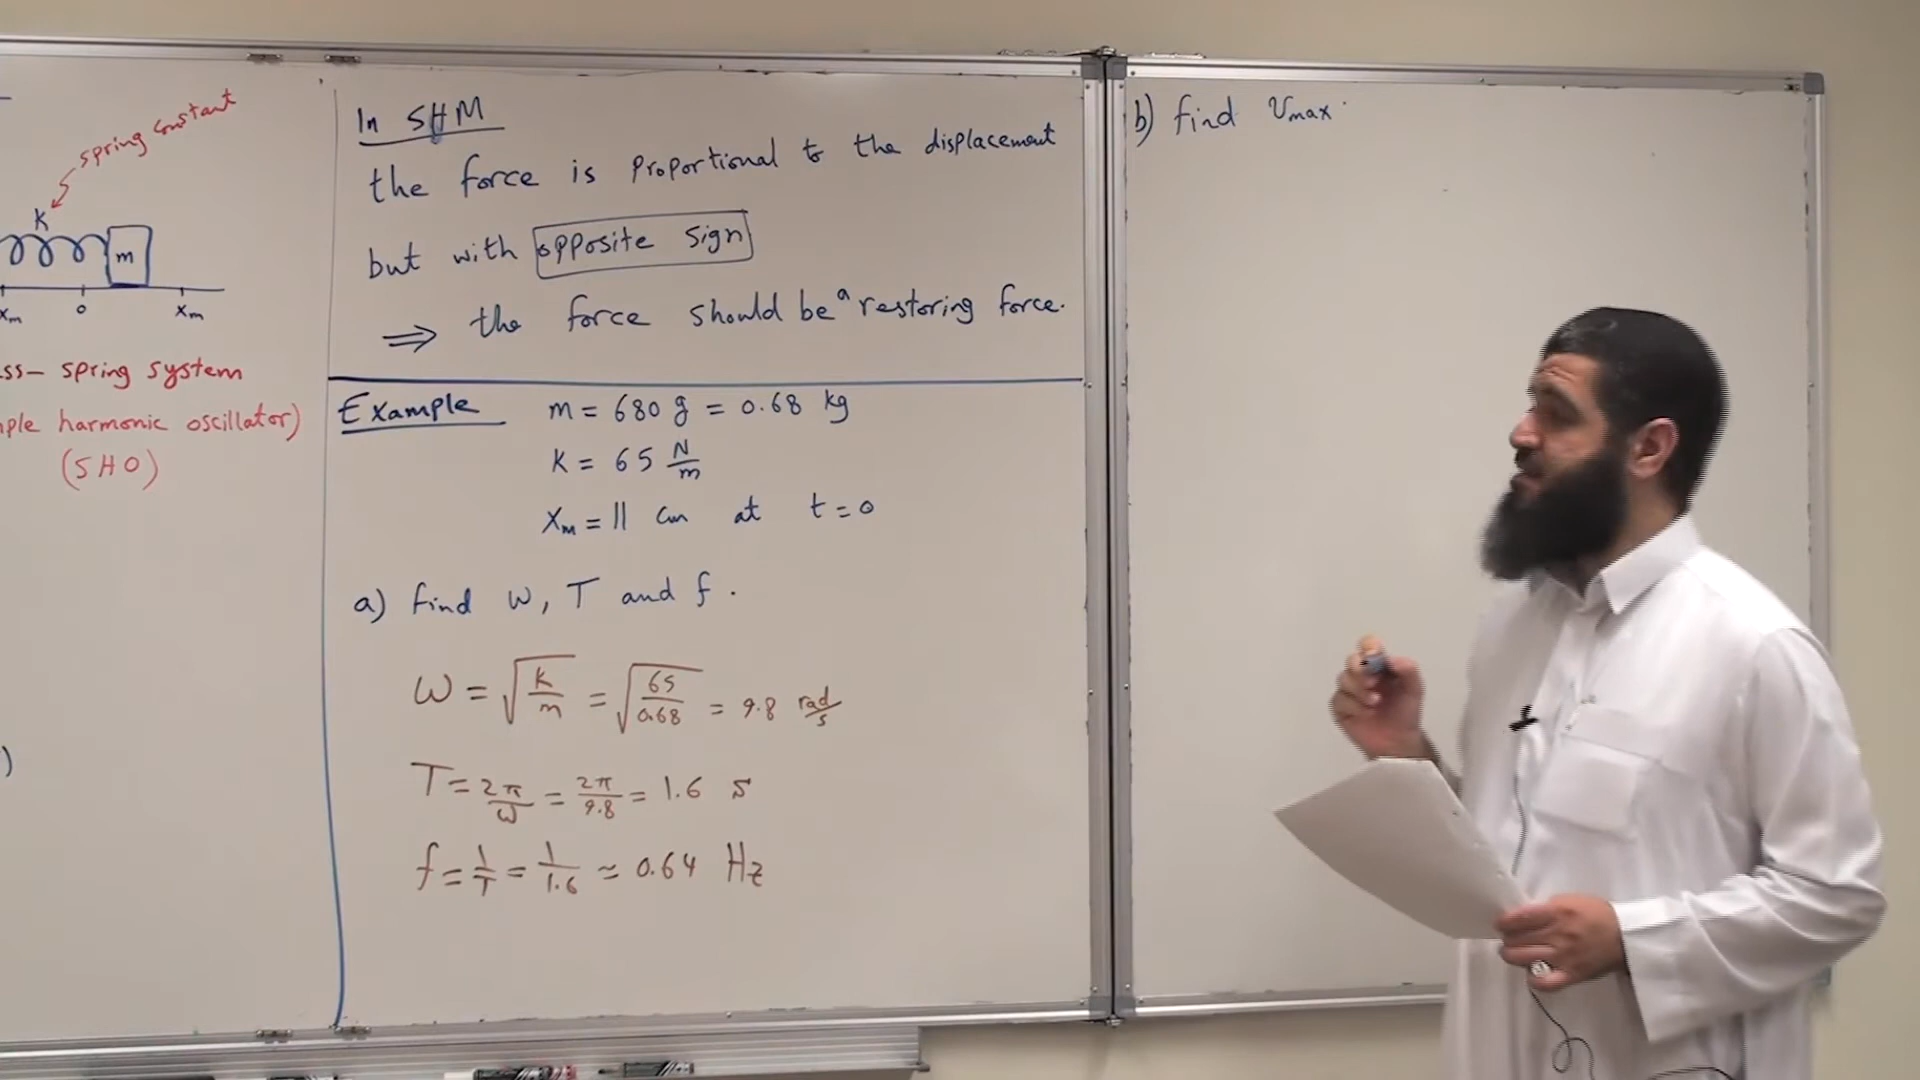 spring constant
K
m
xm 0 xm
spring system
harmonic oscillator)
(SHO)
)
In SHM
the force is proportional to the displacement
but with opposite sign
⇒ the force should be a restoring force.
Example m = 680 g = 0.68 kg
K = 65 N/m
xm = 11 cm at t = 0
a) find ω, T and f.
ω = √(k/m) = √(65/0.68) = 9.8 rad/s
T = 2π/ω = 2π/9.8 = 1.6 s
f = 1/T = 1/1.6 ≈ 0.64 Hz
b) find vmax.